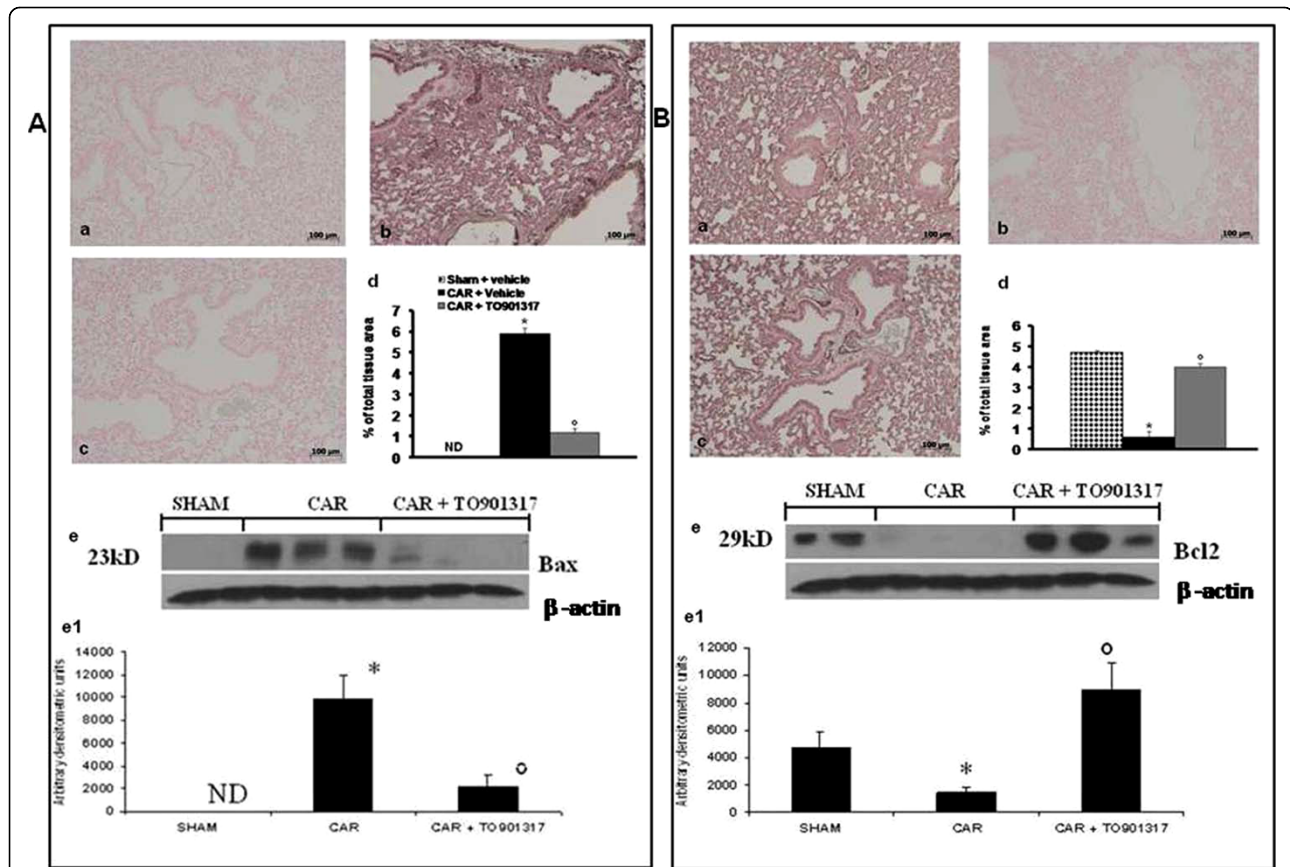 A
a
100 µm
b
100 µm
c
100 µm
d
Sham + vehicle
CAR + Vehicle
CAR + TO901317
% of total tissue area
7
6
5
4
3
2
1
0
ND
*
°
SHAM CAR CAR + TO901317
e
23kD
Bax
β-actin
e1
Arbitrary densitometric units
14000
12000
10000
8000
6000
4000
2000
0
ND
*
o
SHAM CAR CAR + TO901317
B
a
100 µm
b
100 µm
c
100 µm
d
% of total tissue area
6
5
4
3
2
1
0
*
°
SHAM CAR CAR + TO901317
e
29kD
Bcl2
β-actin
e1
Arbitrary densitometric units
12000
10000
8000
6000
4000
2000
0
*
o
SHAM CAR CAR + TO901317